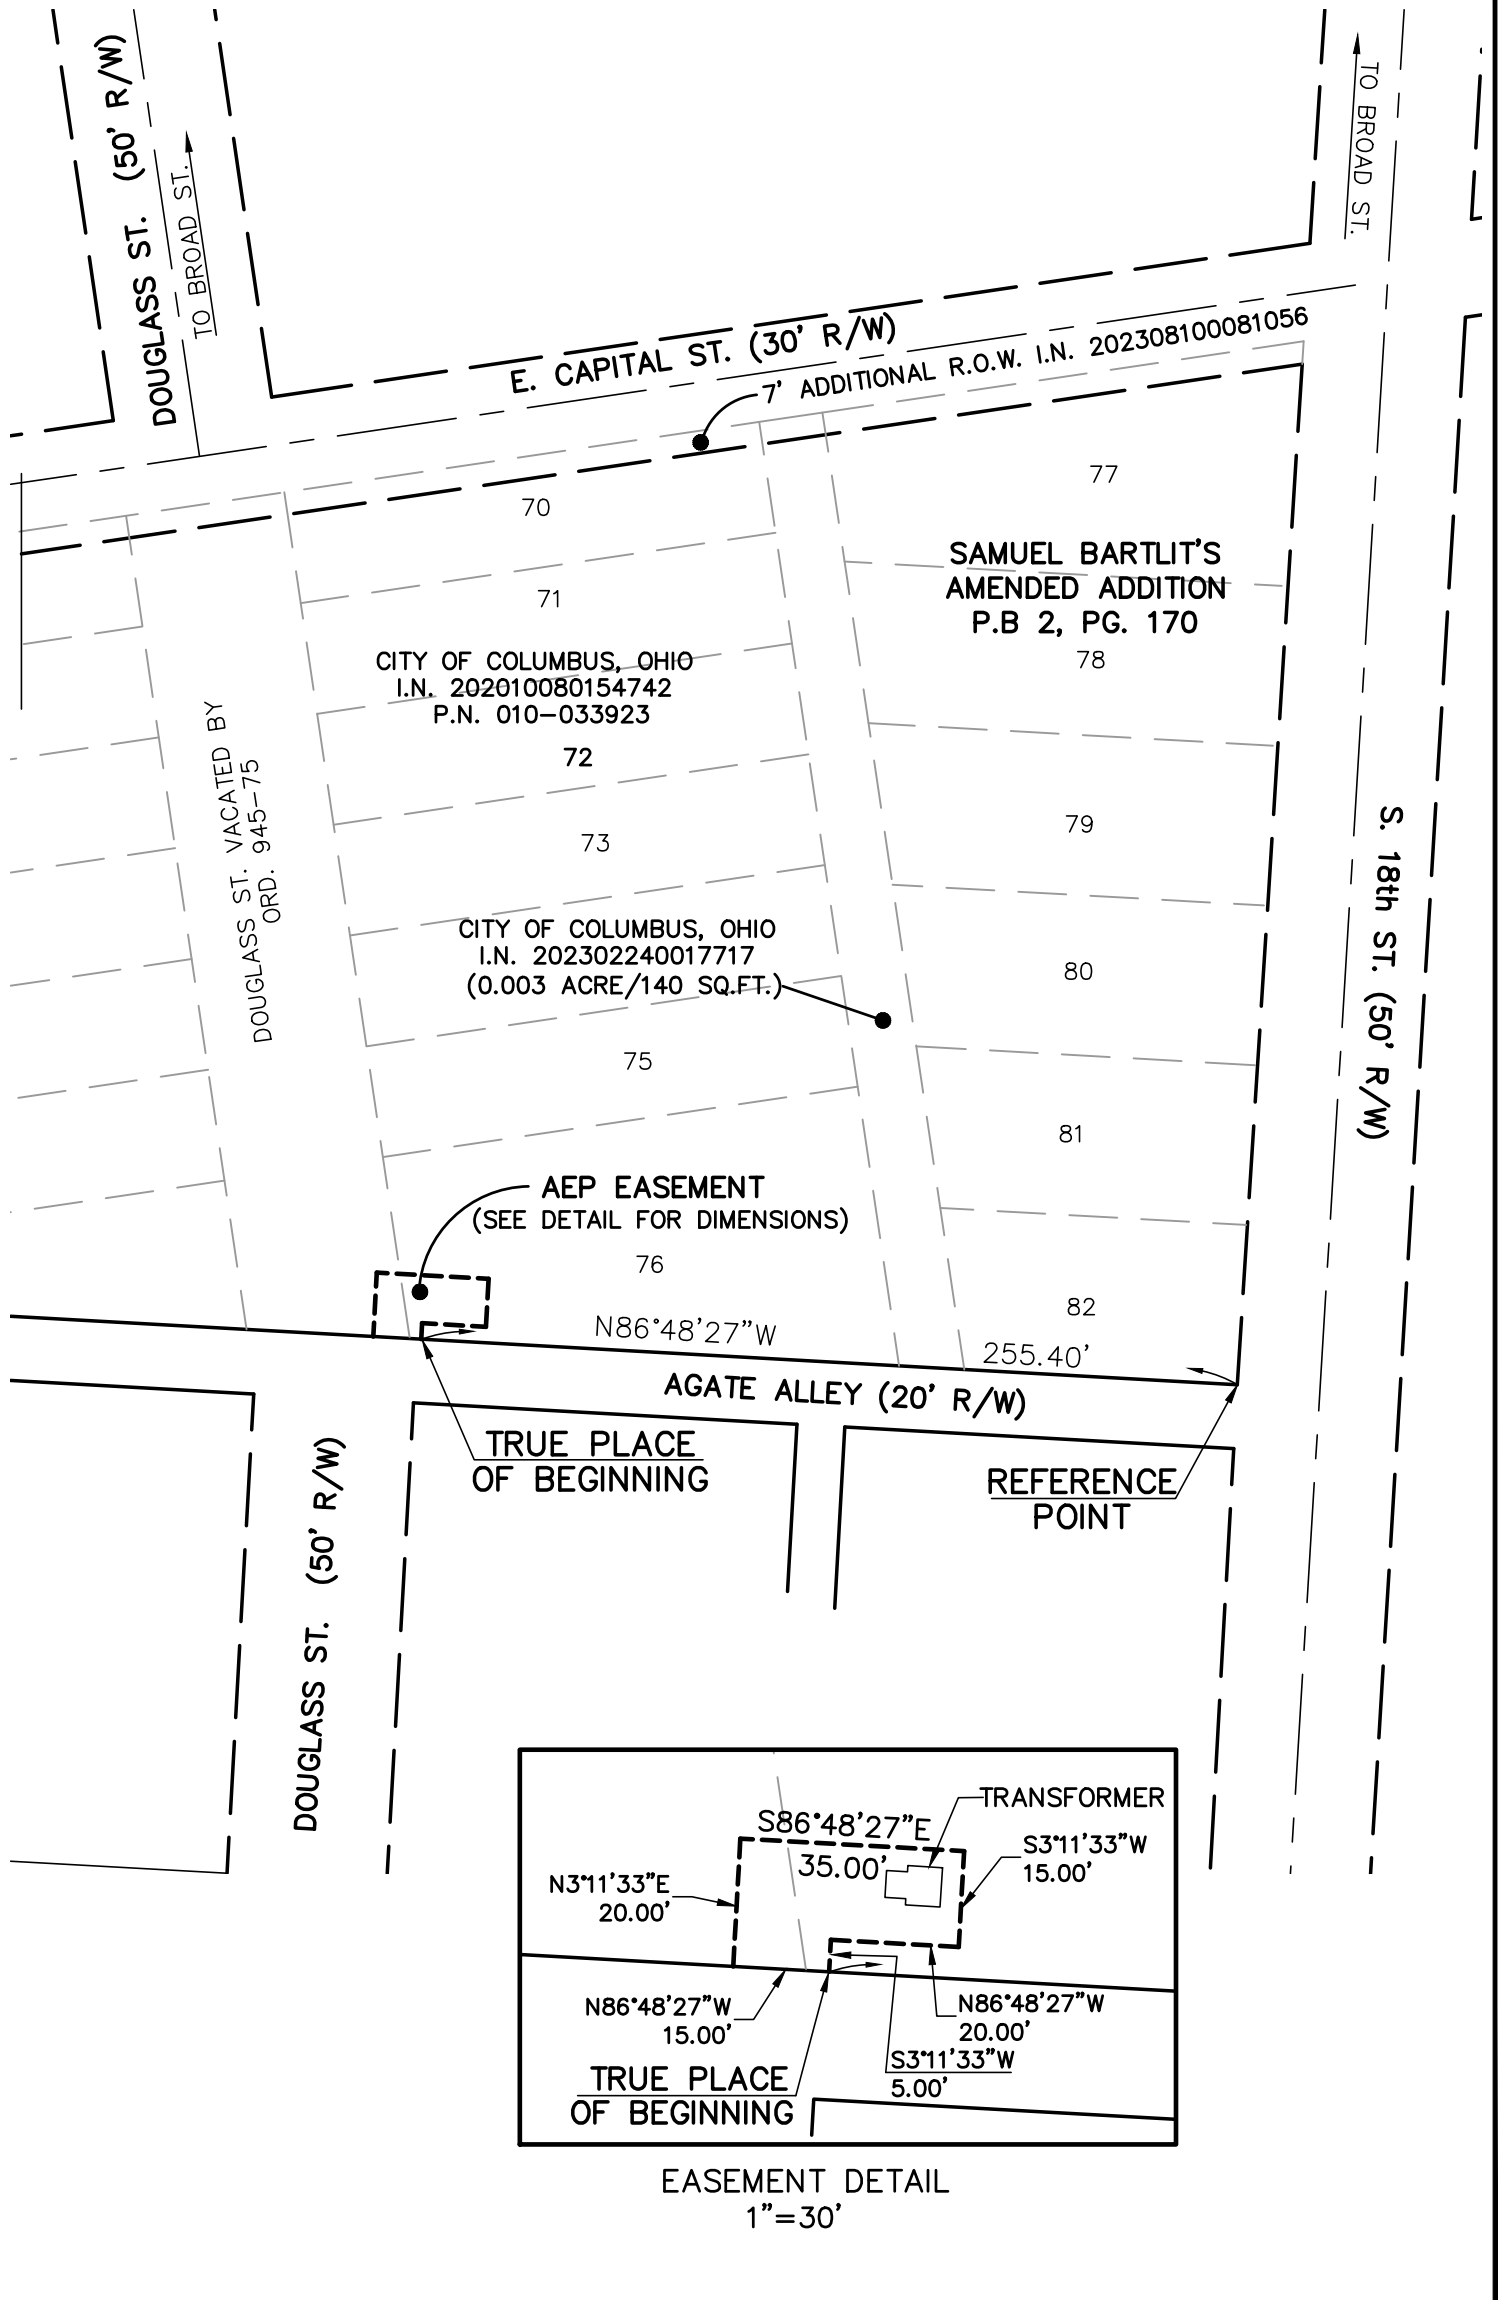 DOUGLASS ST. (50' R/W)
TO BROAD ST.
TO BROAD ST.
E. CAPITAL ST. (30' R/W)
7' ADDITIONAL R.O.W. I.N. 202308100081056
70
77
SAMUEL BARTLIT'S
AMENDED ADDITION
P.B 2, PG. 170
71
78
CITY OF COLUMBUS, OHIO
I.N. 202010080154742
P.N. 010-033923
72
DOUGLASS ST. VACATED BY
ORD. 945-75
73
79
S. 18th ST. (50' R/W)
CITY OF COLUMBUS, OHIO
I.N. 202302240017717
(0.003 ACRE/140 SQ.FT.)
80
75
81
AEP EASEMENT
(SEE DETAIL FOR DIMENSIONS)
76
82
N86°48'27"W
255.40'
AGATE ALLEY (20' R/W)
TRUE PLACE
OF BEGINNING
REFERENCE
POINT
DOUGLASS ST. (50' R/W)
TRANSFORMER
S86°48'27"E
35.00'
S3°11'33"W
15.00'
N3°11'33"E
20.00'
N86°48'27"W
15.00'
N86°48'27"W
20.00'
S3°11'33"W
5.00'
TRUE PLACE
OF BEGINNING
EASEMENT DETAIL
1"=30'